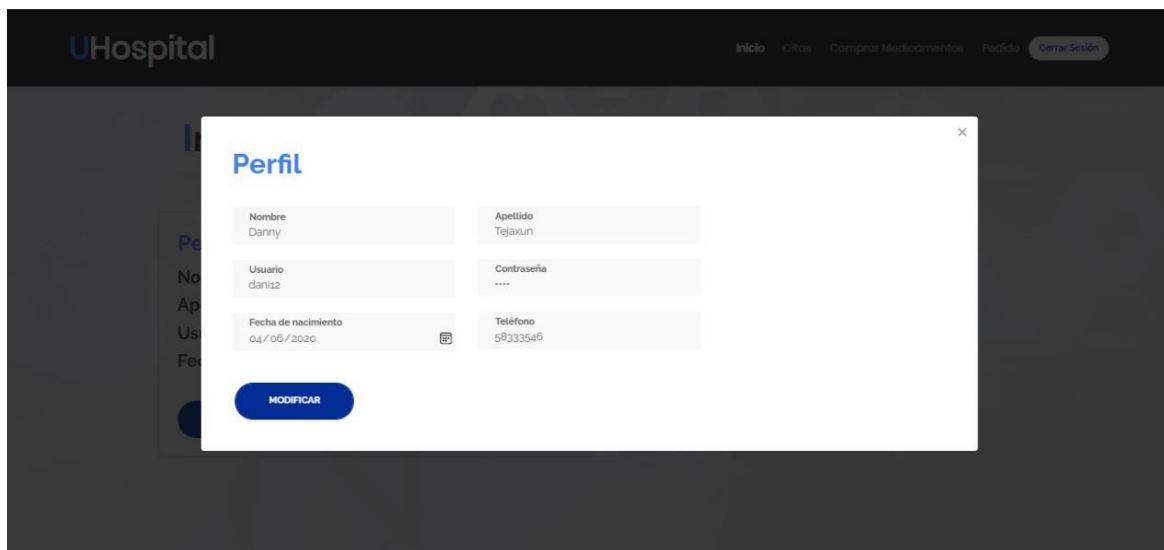 UHospital
Inicio Citas Comprar Medicamentos Pedido Cerrar Sesión
×
Perfil
Nombre
Danny
Apellido
Tejaxun
Usuario
dani12
Contraseña
••••
Fecha de nacimiento
04/06/2020
Teléfono
58333546
MODIFICAR